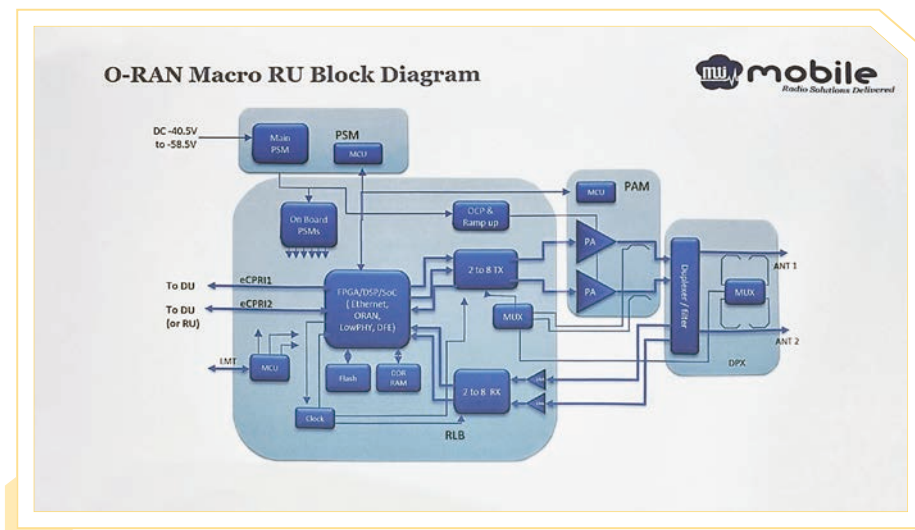 O-RAN Macro RU Block Diagram
mw mobile
Radio Solutions Delivered
DC -40.5V
to -58.5V
Main
PSM
PSM
MCU
MCU
PAM
On Board
PSMs
OCP &
Ramp up
PA
PA
2 to 8 TX
To DU
eCPRI1
FPGA/DSP/SoC
( Ethernet,
ORAN,
LowPHY, DFE)
To DU
(or RU)
eCPRI2
MUX
Duplexer / filter
ANT 1
MUX
ANT 2
DPX
LMT
MCU
Flash
DDR
RAM
2 to 8 RX
Clock
RLB